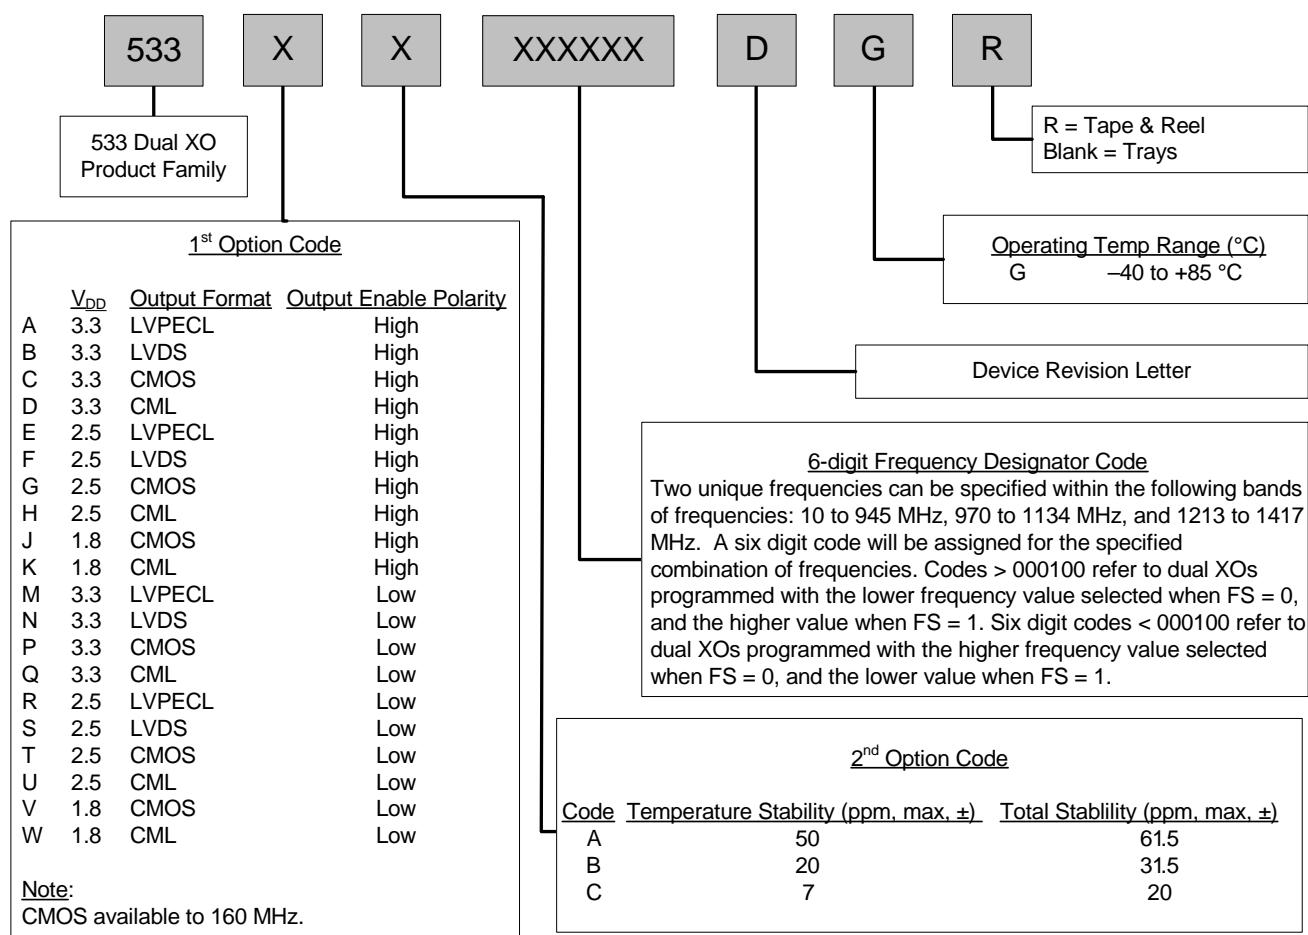 533 X X XXXXXX D G R
533 Dual XO
Product Family
R = Tape & Reel
Blank = Trays
Operating Temp Range (°C)
G –40 to +85 °C
Device Revision Letter
1st Option Code
VDD Output Format Output Enable Polarity
A 3.3 LVPECL High
B 3.3 LVDS High
C 3.3 CMOS High
D 3.3 CML High
E 2.5 LVPECL High
F 2.5 LVDS High
G 2.5 CMOS High
H 2.5 CML High
J 1.8 CMOS High
K 1.8 CML High
M 3.3 LVPECL Low
N 3.3 LVDS Low
P 3.3 CMOS Low
Q 3.3 CML Low
R 2.5 LVPECL Low
S 2.5 LVDS Low
T 2.5 CMOS Low
U 2.5 CML Low
V 1.8 CMOS Low
W 1.8 CML Low
Note:
CMOS available to 160 MHz.
6-digit Frequency Designator Code
Two unique frequencies can be specified within the following bands
of frequencies: 10 to 945 MHz, 970 to 1134 MHz, and 1213 to 1417
MHz. A six digit code will be assigned for the specified
combination of frequencies. Codes > 000100 refer to dual XOs
programmed with the lower frequency value selected when FS = 0,
and the higher value when FS = 1. Six digit codes < 000100 refer to
dual XOs programmed with the higher frequency value selected
when FS = 0, and the lower value when FS = 1.
2nd Option Code
Code Temperature Stability (ppm, max, ±) Total Stablility (ppm, max, ±)
A 50 61.5
B 20 31.5
C 7 20